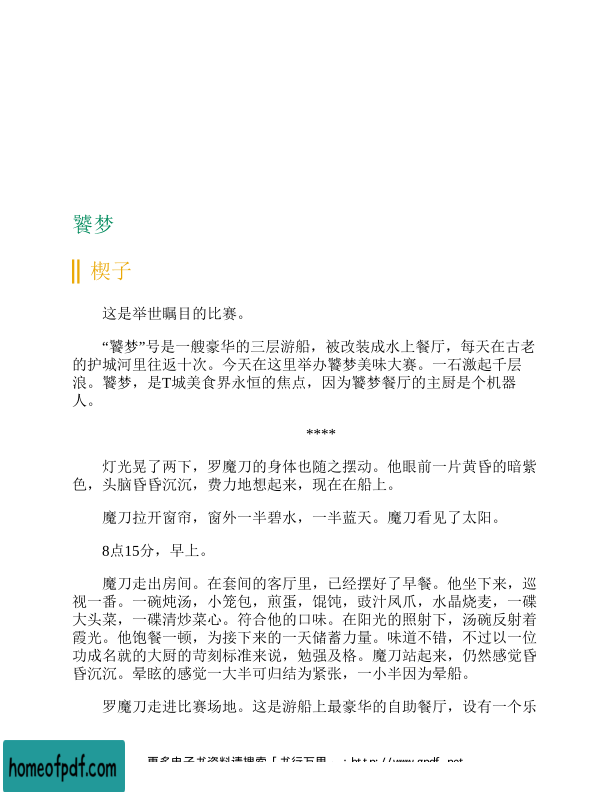 饕梦
楔子
这是举世瞩目的比赛。
“饕梦”号是一艘豪华的三层游船，被改装成水上餐厅，每天在古老
的护城河里往返十次。今天在这里举办饕梦美味大赛。一石激起千层
浪。饕梦，是T城美食界永恒的焦点，因为饕梦餐厅的主厨是个机器
人。
****
灯光晃了两下，罗魔刀的身体也随之摆动。他眼前一片黄昏的暗紫
色，头脑昏昏沉沉，费力地想起来，现在在船上。
魔刀拉开窗帘，窗外一半碧水，一半蓝天。魔刀看见了太阳。
8点15分，早上。
魔刀走出房间。在套间的客厅里，已经摆好了早餐。他坐下来，巡
视一番。一碗炖汤，小笼包，煎蛋，馄饨，豉汁凤爪，水晶烧麦，一碟
大头菜，一碟清炒菜心。符合他的口味。在阳光的照射下，汤碗反射着
霞光。他饱餐一顿，为接下来的一天储蓄力量。味道不错，不过以一位
功成名就的大厨的苛刻标准来说，勉强及格。魔刀站起来，仍然感觉昏
昏沉沉。晕眩的感觉一大半可归结为紧张，一小半因为晕船。
罗魔刀走进比赛场地。这是游船上最豪华的自助餐厅，设有一个乐
homeofpdf.com